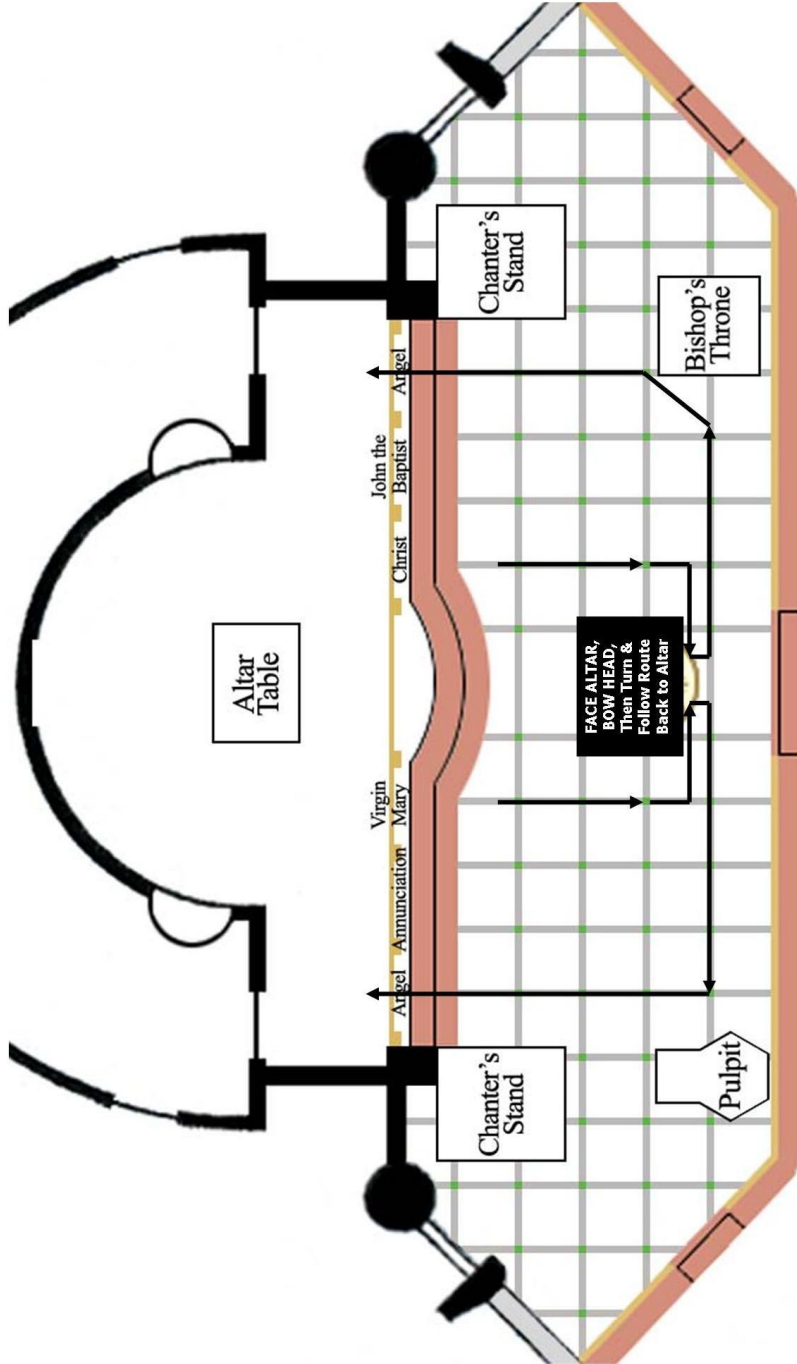 Altar
Table
Virgin
Mary
John the
Baptist
Angel
Annunciation
Christ
Angel
Chanter's
Stand
Chanter's
Stand
FACE ALTAR,
BOW HEAD,
Then Turn &
Follow Route
Back to Altar
Pulpit
Bishop's
Throne